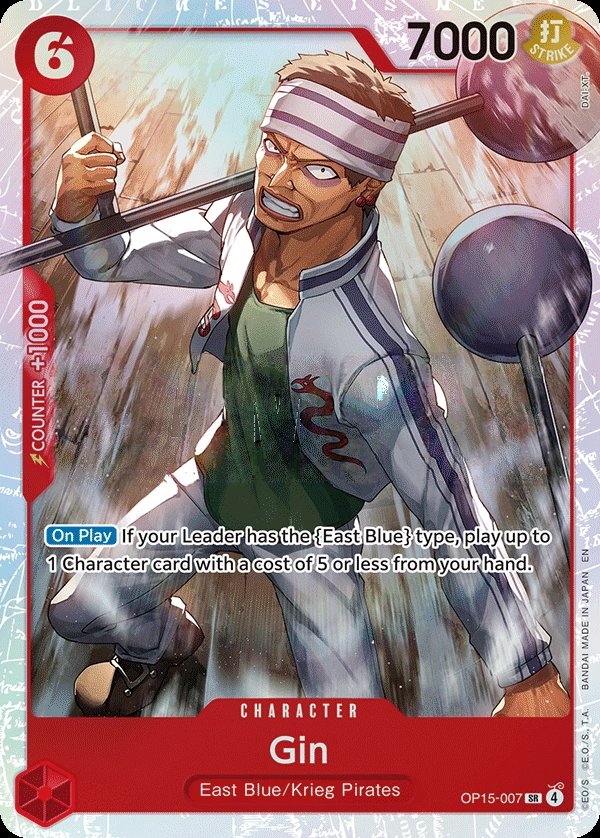 6
7000
打
STRIKE
DAI-XT.
COUNTER +1000
On Play If your Leader has the {East Blue} type, play up to
1 Character card with a cost of 5 or less from your hand.
CHARACTER
Gin
East Blue/Krieg Pirates
OP15-007 SR 4
©E.O/S ©E.O./S., T.A. BANDAI MADE IN JAPAN EN